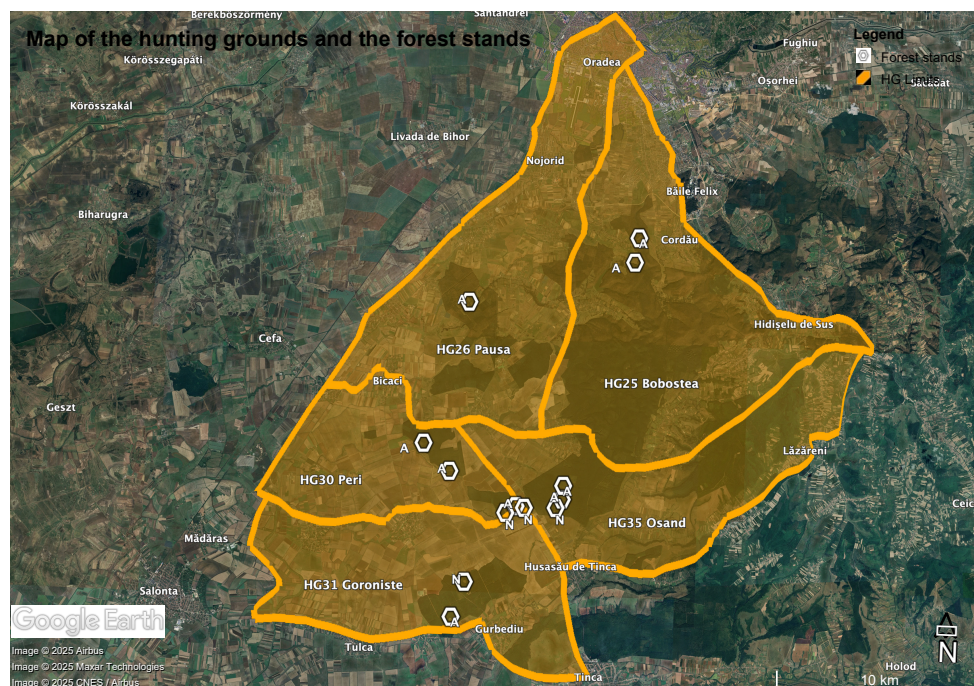 Berekböszörmény
Santandrei
Map of the hunting grounds and the forest stands
Legend
Fughiu
Forest stands
Körösszegapáti
Oradea
HG Limits
Oșorhei
Săcădat
Körösszakál
Livada de Bihor
Nojorid
Băile Felix
Biharugra
A
Cordău
A
A
Hidișelu de Sus
Cefa
HG26 Pausa
Bicaci
HG25 Bobostea
Geszt
A
Lăzăreni
A
HG30 Peri
A
A
A
Ceic
N
N
N
HG35 Osand
Mădăras
Husasău de Tinca
N
HG31 Goroniste
Salonta
A
Google Earth
Gurbediu
Tulca
N
Image © 2025 Airbus
Image © 2025 Maxar Technologies
Holod
Image © 2025 CNES / Airbus
Tinca
10 km